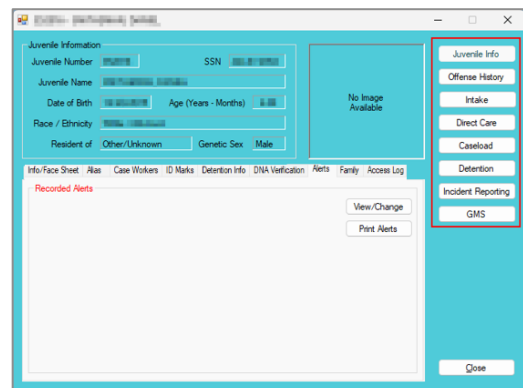 Juvenile Information
Juvenile Number
SSN
Juvenile Name
Date of Birth
Age (Years - Months)
Race / Ethnicity
Resident of Other/Unknown
Genetic Sex Male
No Image
Available
Info/Face Sheet Alias Case Workers ID Marks Detention Info DNA Verification Alerts Family Access Log
Recorded Alerts
View/Change
Print Alerts
Juvenile Info
Offense History
Intake
Direct Care
Caseload
Detention
Incident Reporting
GMS
Close